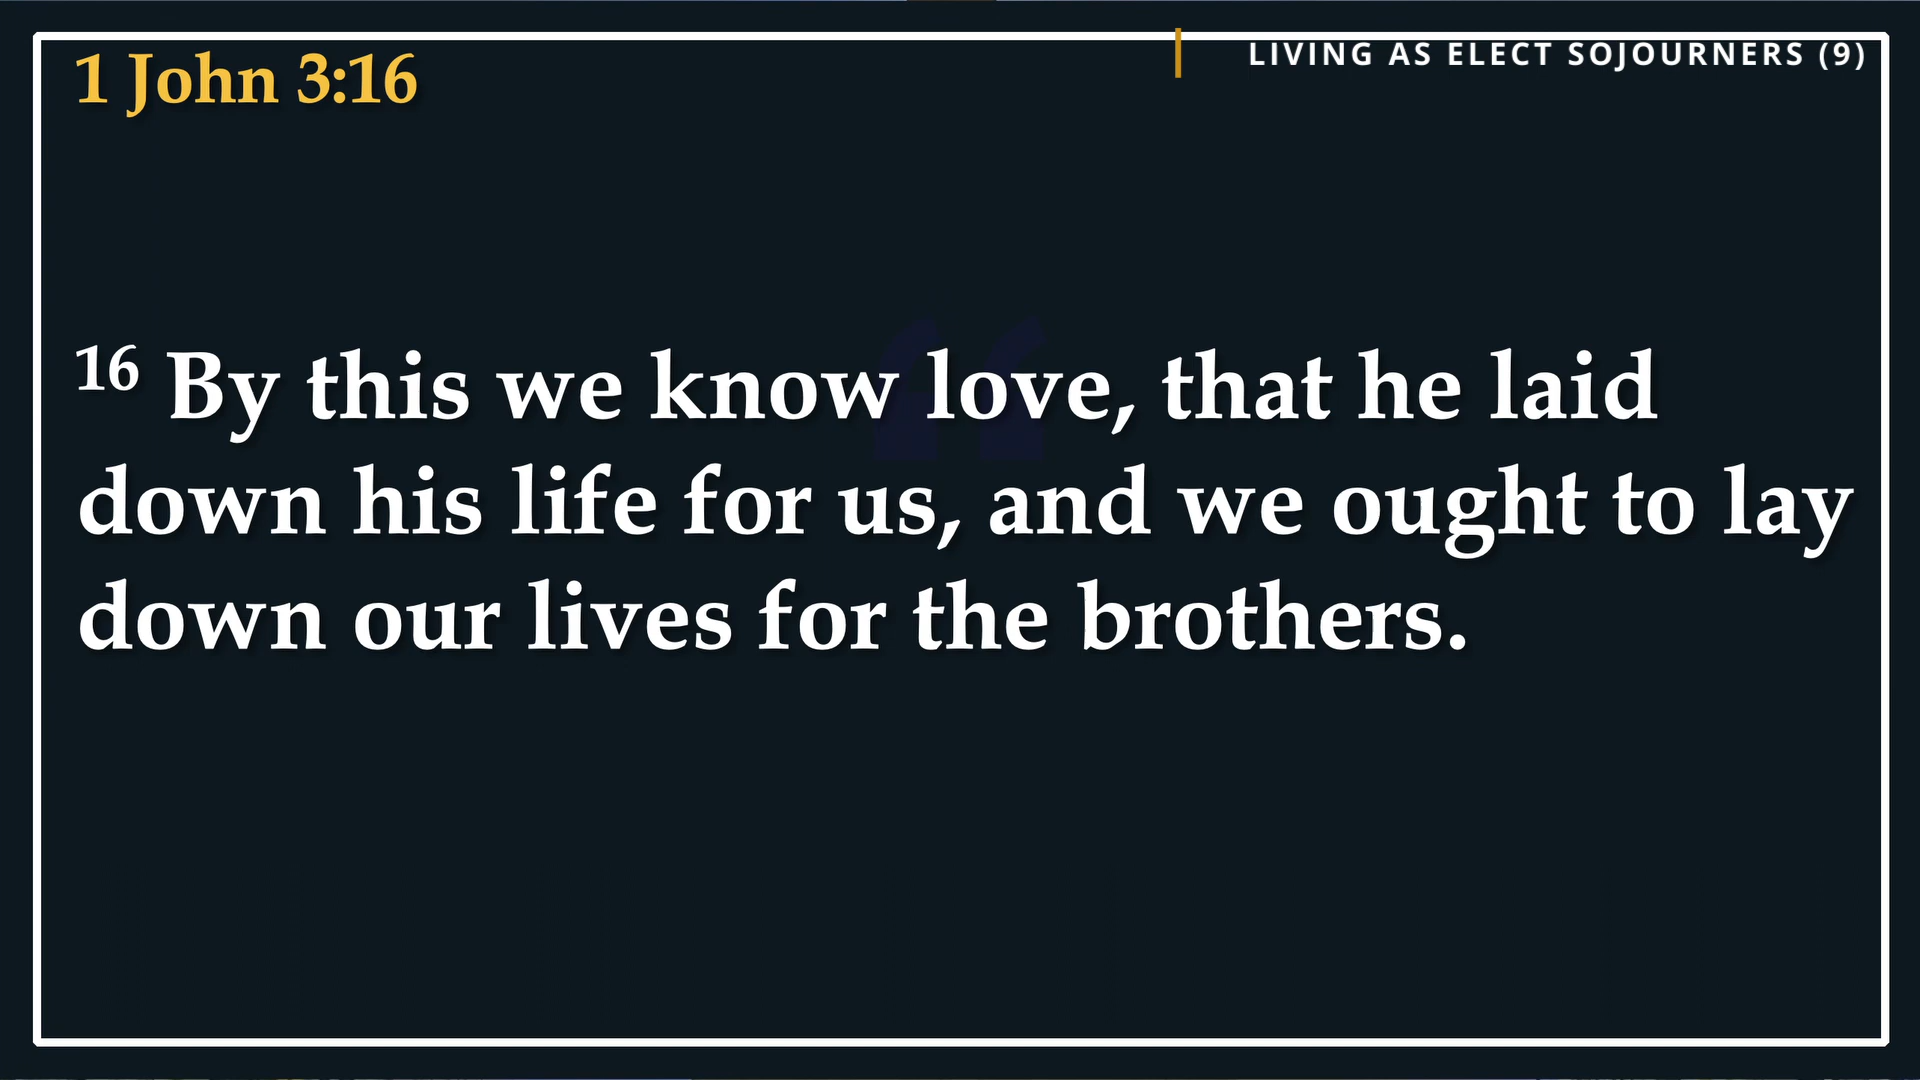 1 John 3:16
LIVING AS ELECT SOJOURNERS (9)
16 By this we know love, that he laid
down his life for us, and we ought to lay
down our lives for the brothers.